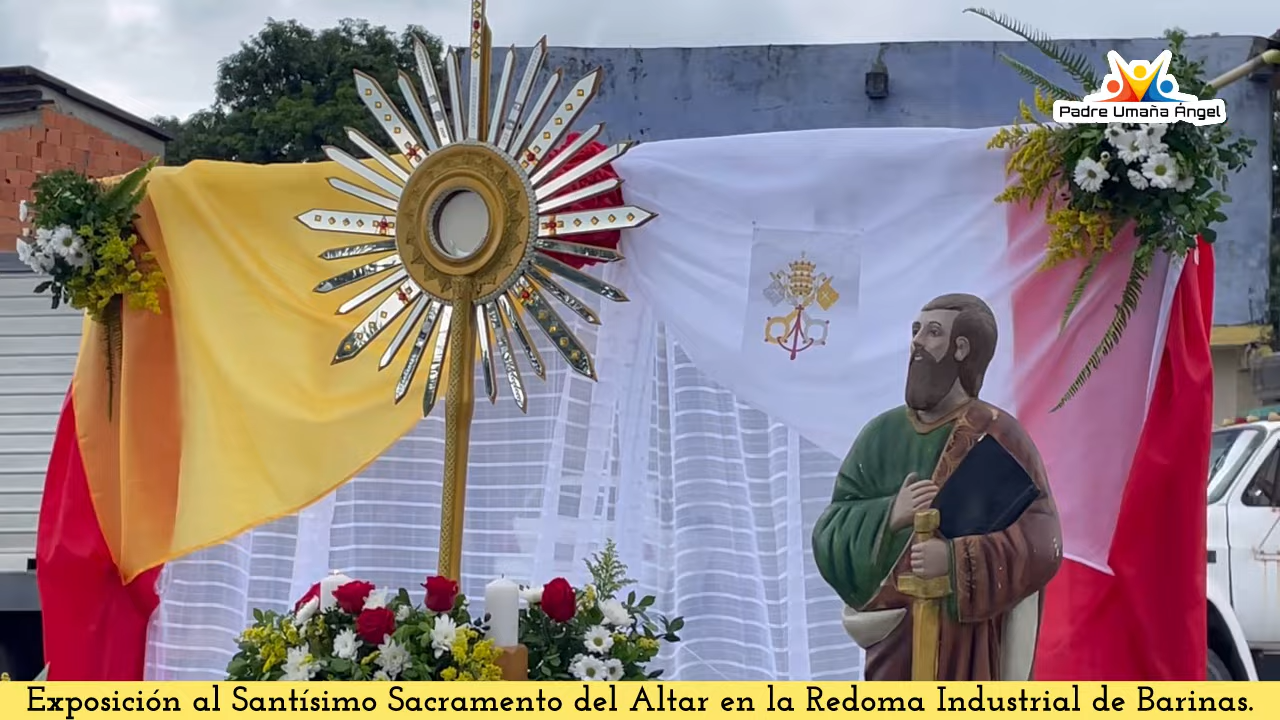 Padre Umaña Ángel
Exposición al Santísimo Sacramento del Altar en la Redoma Industrial de Barinas.